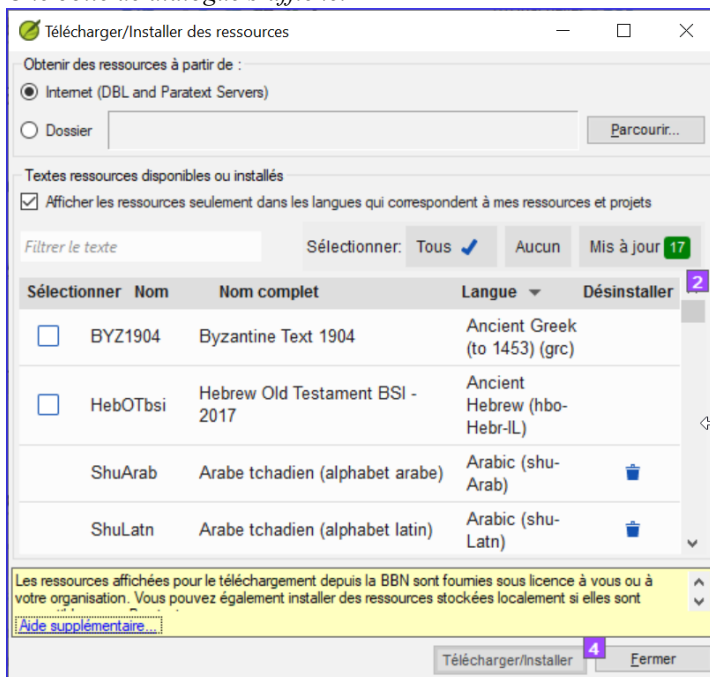 Télécharger/Installer des ressources
Obtenir des ressources à partir de :
Internet (DBL and Paratext Servers)
Dossier
Parcourir...
Textes ressources disponibles ou installés
Afficher les ressources seulement dans les langues qui correspondent à mes ressources et projets
Filtrer le texte Sélectionner: Tous Aucun Mis à jour 17
2
Sélectionner Nom Nom complet Langue Désinstaller
BYZ1904 Byzantine Text 1904 Ancient Greek
(to 1453) (grc)
HebOTbsi Hebrew Old Testament BSI -
2017
Ancient
Hebrew (hbo-
Hebr-IL)
ShuArab Arabe tchadien (alphabet arabe) Arabic (shu-
Arab)
ShuLatn Arabe tchadien (alphabet latin) Arabic (shu-
Latn)
Les ressources affichées pour le téléchargement depuis la BBN sont fournies sous licence à vous ou à
votre organisation. Vous pouvez également installer des ressources stockées localement si elles sont
Aide supplémentaire...
Télécharger/Installer 4 Fermer